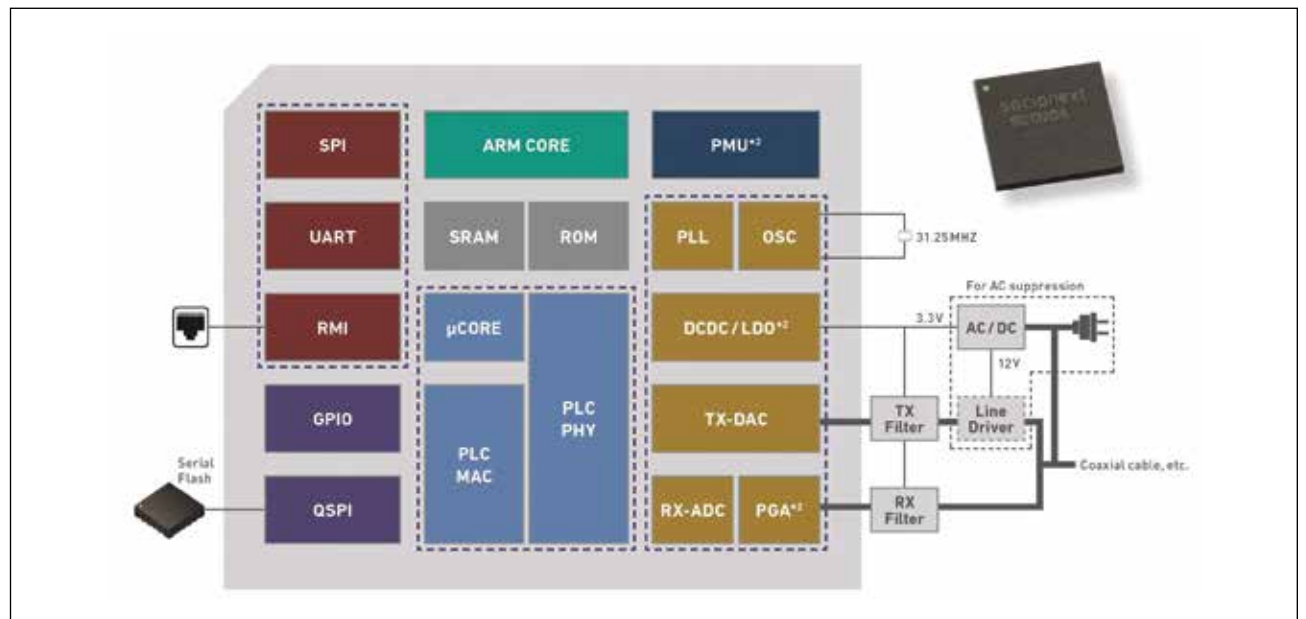 SPI
ARM CORE
PMU*2
socionext
UART
SRAM
ROM
PLL
OSC
31.25MHZ
For AC suppression
RMI
µCORE
DCDC/LDO*2
3.3V
AC/DC
12V
GPIO
PLC
PHY
TX-DAC
TX
Filter
Line
Driver
Serial
Flash
PLC
MAC
Coaxial cable, etc.
QSPI
RX-ADC
PGA*2
RX
Filter